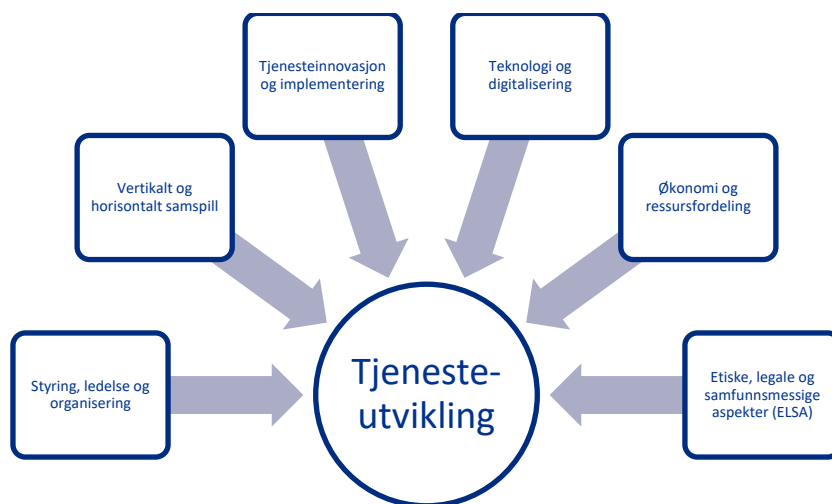 Tjenesteinnovasjon
og implementering
Teknologi og
digitalisering
Vertikalt og
horisontalt samspill
Økonomi og
ressursfordeling
Styring, ledelse og
organisering
Etiske, legale og
samfunnsmessige
aspekter (ELSA)
Tjeneste-
utvikling